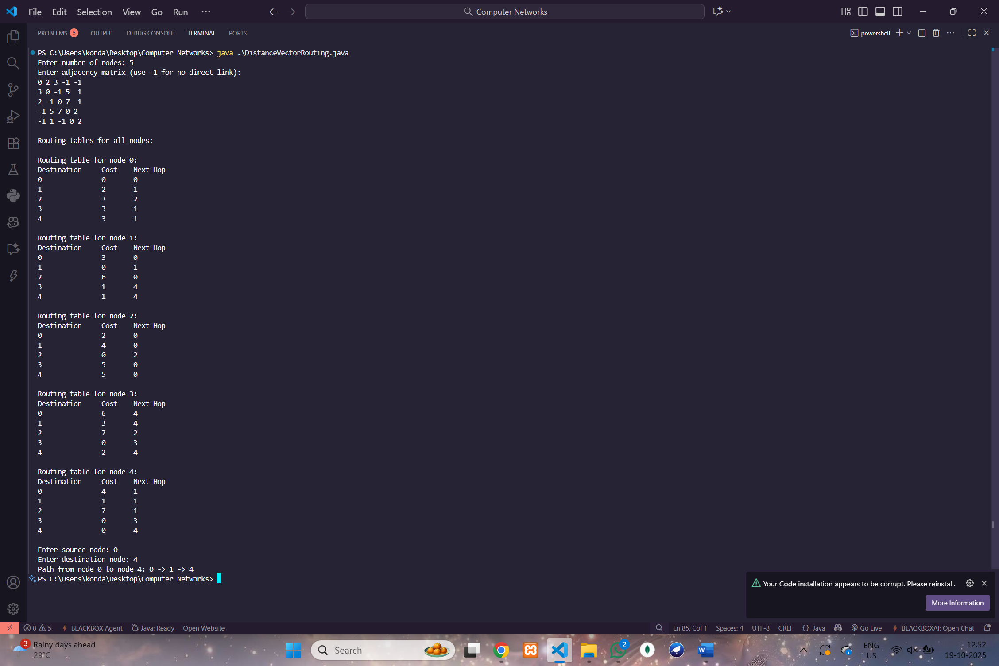 File Edit Selection View Go Run ··· Computer Networks
PROBLEMS 5 OUTPUT DEBUG CONSOLE TERMINAL PORTS powershell
PS C:\Users\konda\Desktop\Computer Networks> java .\DistanceVectorRouting.java
Enter number of nodes: 5
Enter adjacency matrix (use -1 for no direct link):
0 2 3 -1 -1
3 0 -1 5  1
2 -1 0 7 -1
-1 5 7 0 2
-1 1 -1 0 2
Routing tables for all nodes:
Routing table for node 0:
Destination     Cost    Next Hop
0               0       0
1               2       1
2               3       2
3               3       1
4               3       1
Routing table for node 1:
Destination     Cost    Next Hop
0               3       0
1               0       1
2               6       0
3               1       4
4               1       4
Routing table for node 2:
Destination     Cost    Next Hop
0               2       0
1               4       0
2               0       2
3               5       0
4               5       0
Routing table for node 3:
Destination     Cost    Next Hop
0               6       4
1               3       4
2               7       2
3               0       3
4               2       4
Routing table for node 4:
Destination     Cost    Next Hop
0               4       1
1               1       1
2               7       1
3               0       3
4               0       4
Enter source node: 0
Enter destination node: 4
Path from node 0 to node 4: 0 -> 1 -> 4
PS C:\Users\konda\Desktop\Computer Networks>
Your Code installation appears to be corrupt. Please reinstall.
More Information
0 5 BLACKBOX Agent Java: Ready Open Website Ln 85, Col 1 Spaces: 4 UTF-8 CRLF {} Java Go Live BLACKBOXAI: Open Chat
3 Rainy days ahead
29°C
Search
2
W
ENG
US
12:52
19-10-2025